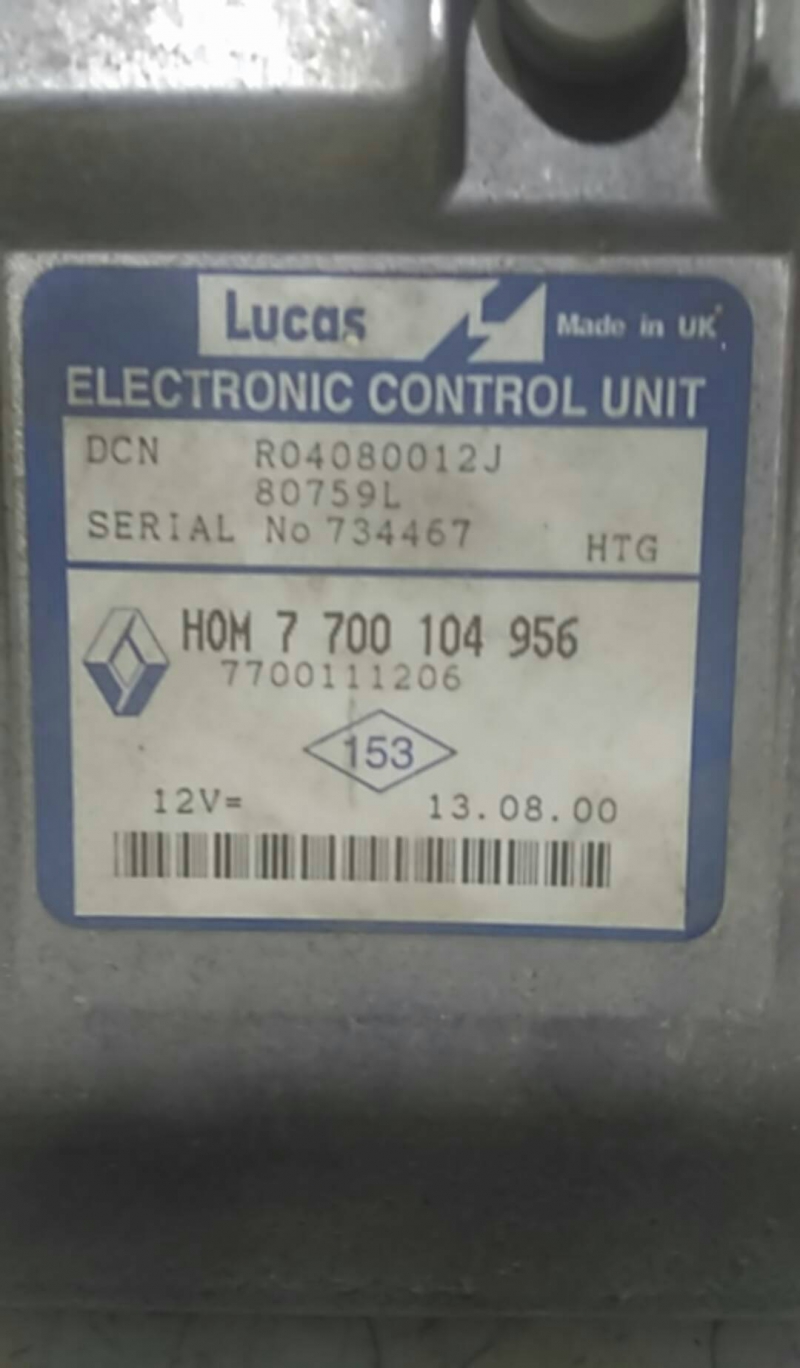 Lucas Made in UK
ELECTRONIC CONTROL UNIT
DCN R04080012J
80759L
SERIAL No 734467 HTG
HOM 7 700 104 956
7700111206
153
12V= 13.08.00